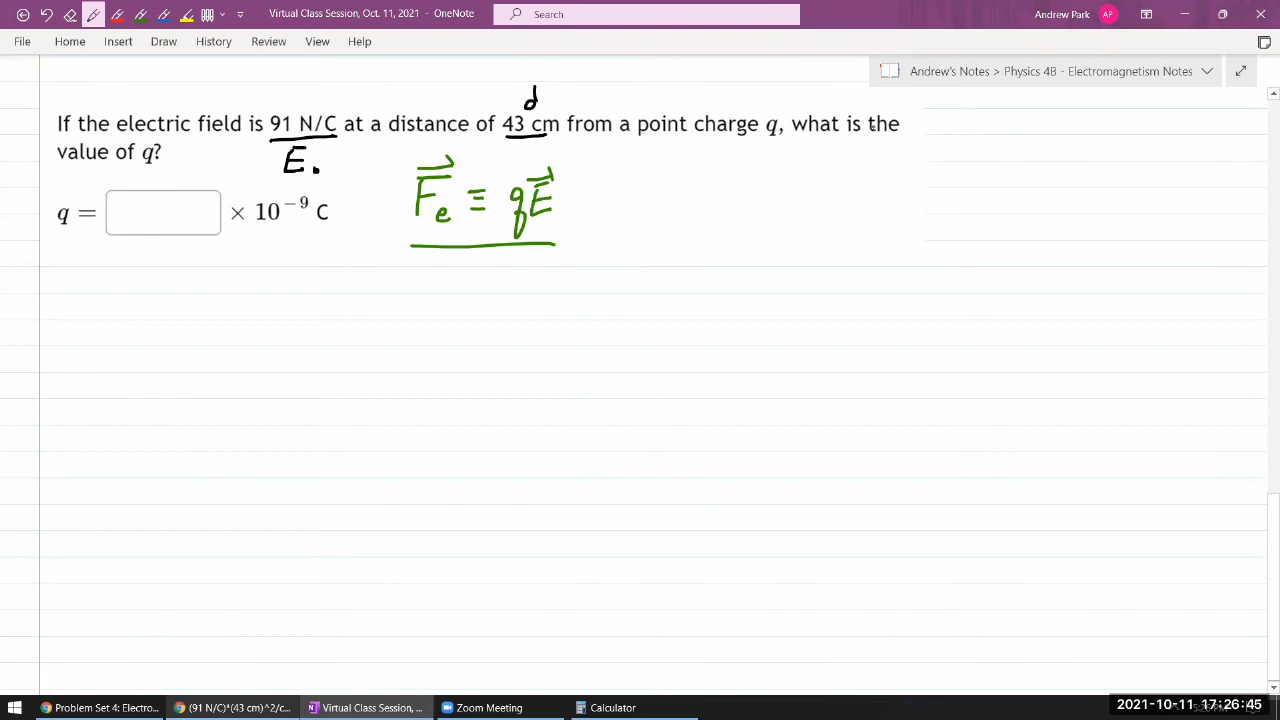 Virtual Class Session, Oct. 11, 2021 - OneNote
Search
Andrew Park
AP
File Home Insert Draw History Review View Help
Andrew's Notes > Physics 4B - Electromagnetism Notes
d
If the electric field is 91 N/C at a distance of 43 cm from a point charge q, what is the
value of q?
E.
q = × 10⁻⁹ C
F⃗e ≡ qE⃗
Problem Set 4: Electro...
(91 N/C)*(43 cm)^2/c...
Virtual Class Session, ...
Zoom Meeting
Calculator
2021-10-11 17:26:45